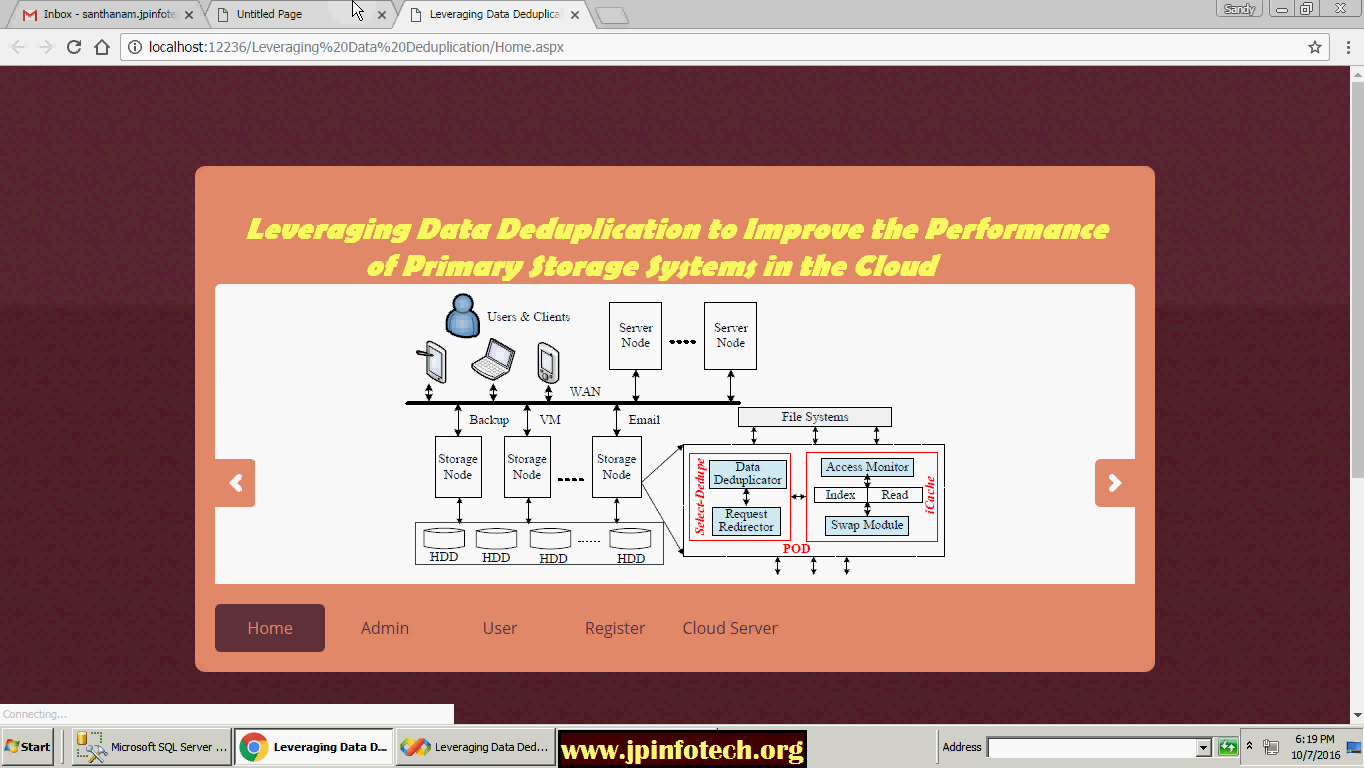 Inbox - santhanam.jpinfote
Untitled Page
Leveraging Data Deduplica
Sandy
localhost:12236/Leveraging%20Data%20Deduplication/Home.aspx
Leveraging Data Deduplication to Improve the Performance
of Primary Storage Systems in the Cloud
Users & Clients
Server Node
Server Node
WAN
Backup
VM
Email
File Systems
Storage Node
Storage Node
Storage Node
Select-Dedupe
Data Deduplicator
Request Redirector
Access Monitor
Index
Read
Swap Module
iCache
POD
HDD
HDD
HDD
HDD
Home
Admin
User
Register
Cloud Server
Connecting...
Start
Microsoft SQL Server ...
Leveraging Data D...
Leveraging Data Ded...
www.jpinfotech.org
Address
6:19 PM
10/7/2016